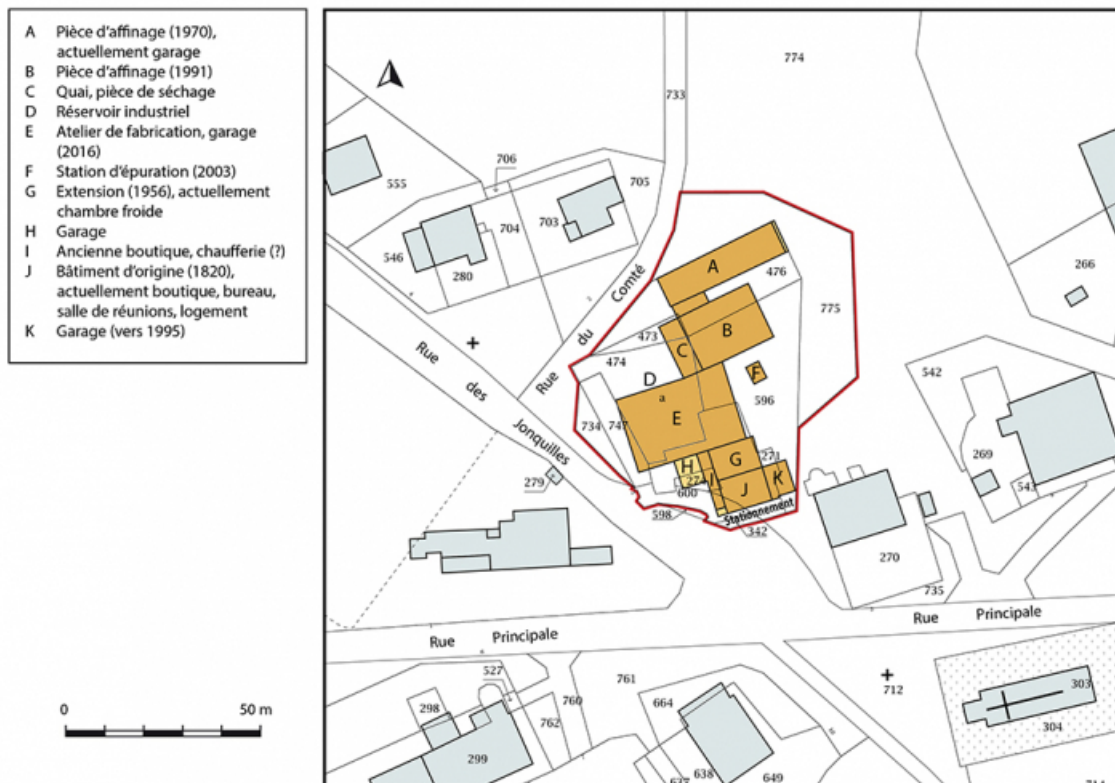 A Pièce d'affinage (1970),
actuellement garage
B Pièce d'affinage (1991)
C Quai, pièce de séchage
D Réservoir industriel
E Atelier de fabrication, garage
(2016)
F Station d'épuration (2003)
G Extension (1956), actuellement
chambre froide
H Garage
I Ancienne boutique, chaufferie (?)
J Bâtiment d'origine (1820),
actuellement boutique, bureau,
salle de réunions, logement
K Garage (vers 1995)
0 50 m
774
733
706
555
705
703
704
546
280
A
476
266
775
Rue du Comté
473
B
474
C
D
F
542
Rue des Jonquilles
a
E
596
734
747
269
G
271
H
I
J
K
279
600
543
598
Stationnement
342
270
735
Rue Principale
Rue Principale
527
761
760
712
303
304
298
664
762
299
638
649